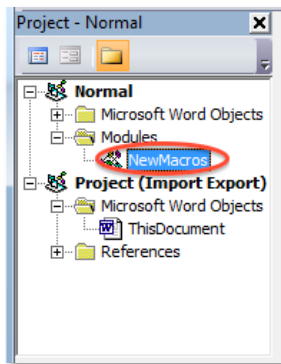 Project - Normal
Normal
Microsoft Word Objects
Modules
NewMacros
Project (Import Export)
Microsoft Word Objects
ThisDocument
References